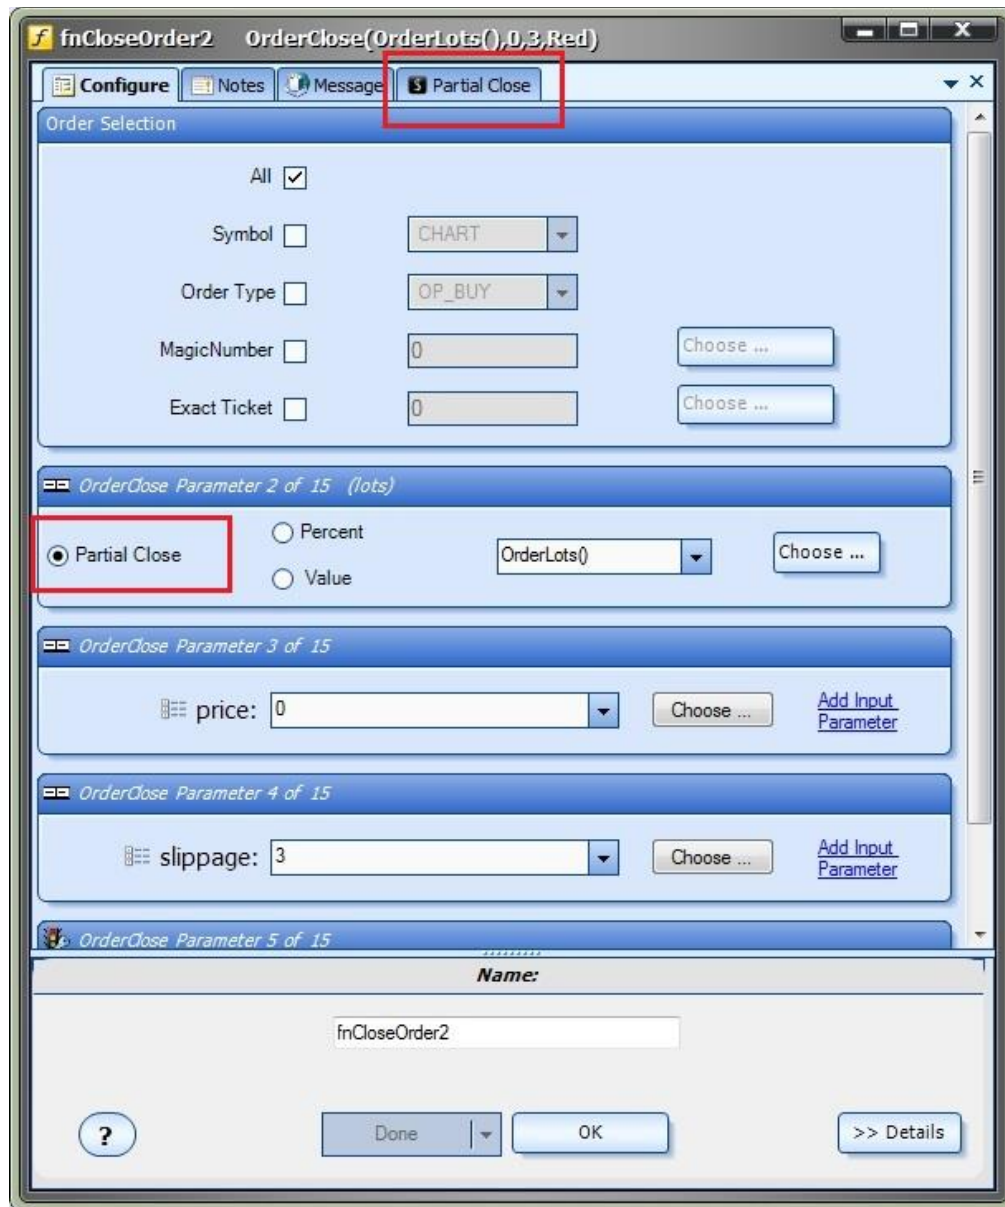 fnCloseOrder2 OrderClose(OrderLots(),0,3,Red)
Configure Notes Message Partial Close
Order Selection
All
Symbol CHART
Order Type OP_BUY
MagicNumber 0 Choose ...
Exact Ticket 0 Choose ...
OrderClose Parameter 2 of 15 (lots)
Percent
Partial Close OrderLots() Choose ...
Value
OrderClose Parameter 3 of 15
price: 0 Choose ... Add Input
Parameter
OrderClose Parameter 4 of 15
slippage: 3 Choose ... Add Input
Parameter
OrderClose Parameter 5 of 15
Name:
fnCloseOrder2
? Done OK >> Details